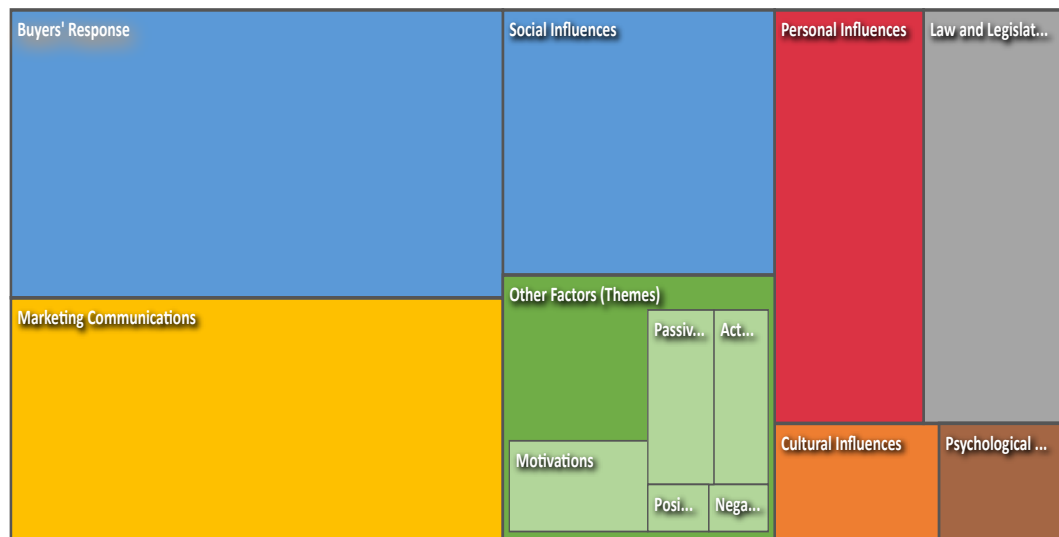 Buyers' Response
Social Influences
Personal Influences
Law and Legislat...
Marketing Communications
Other Factors (Themes)
Passiv...
Act...
Motivations
Posi...
Nega...
Cultural Influences
Psychological ...